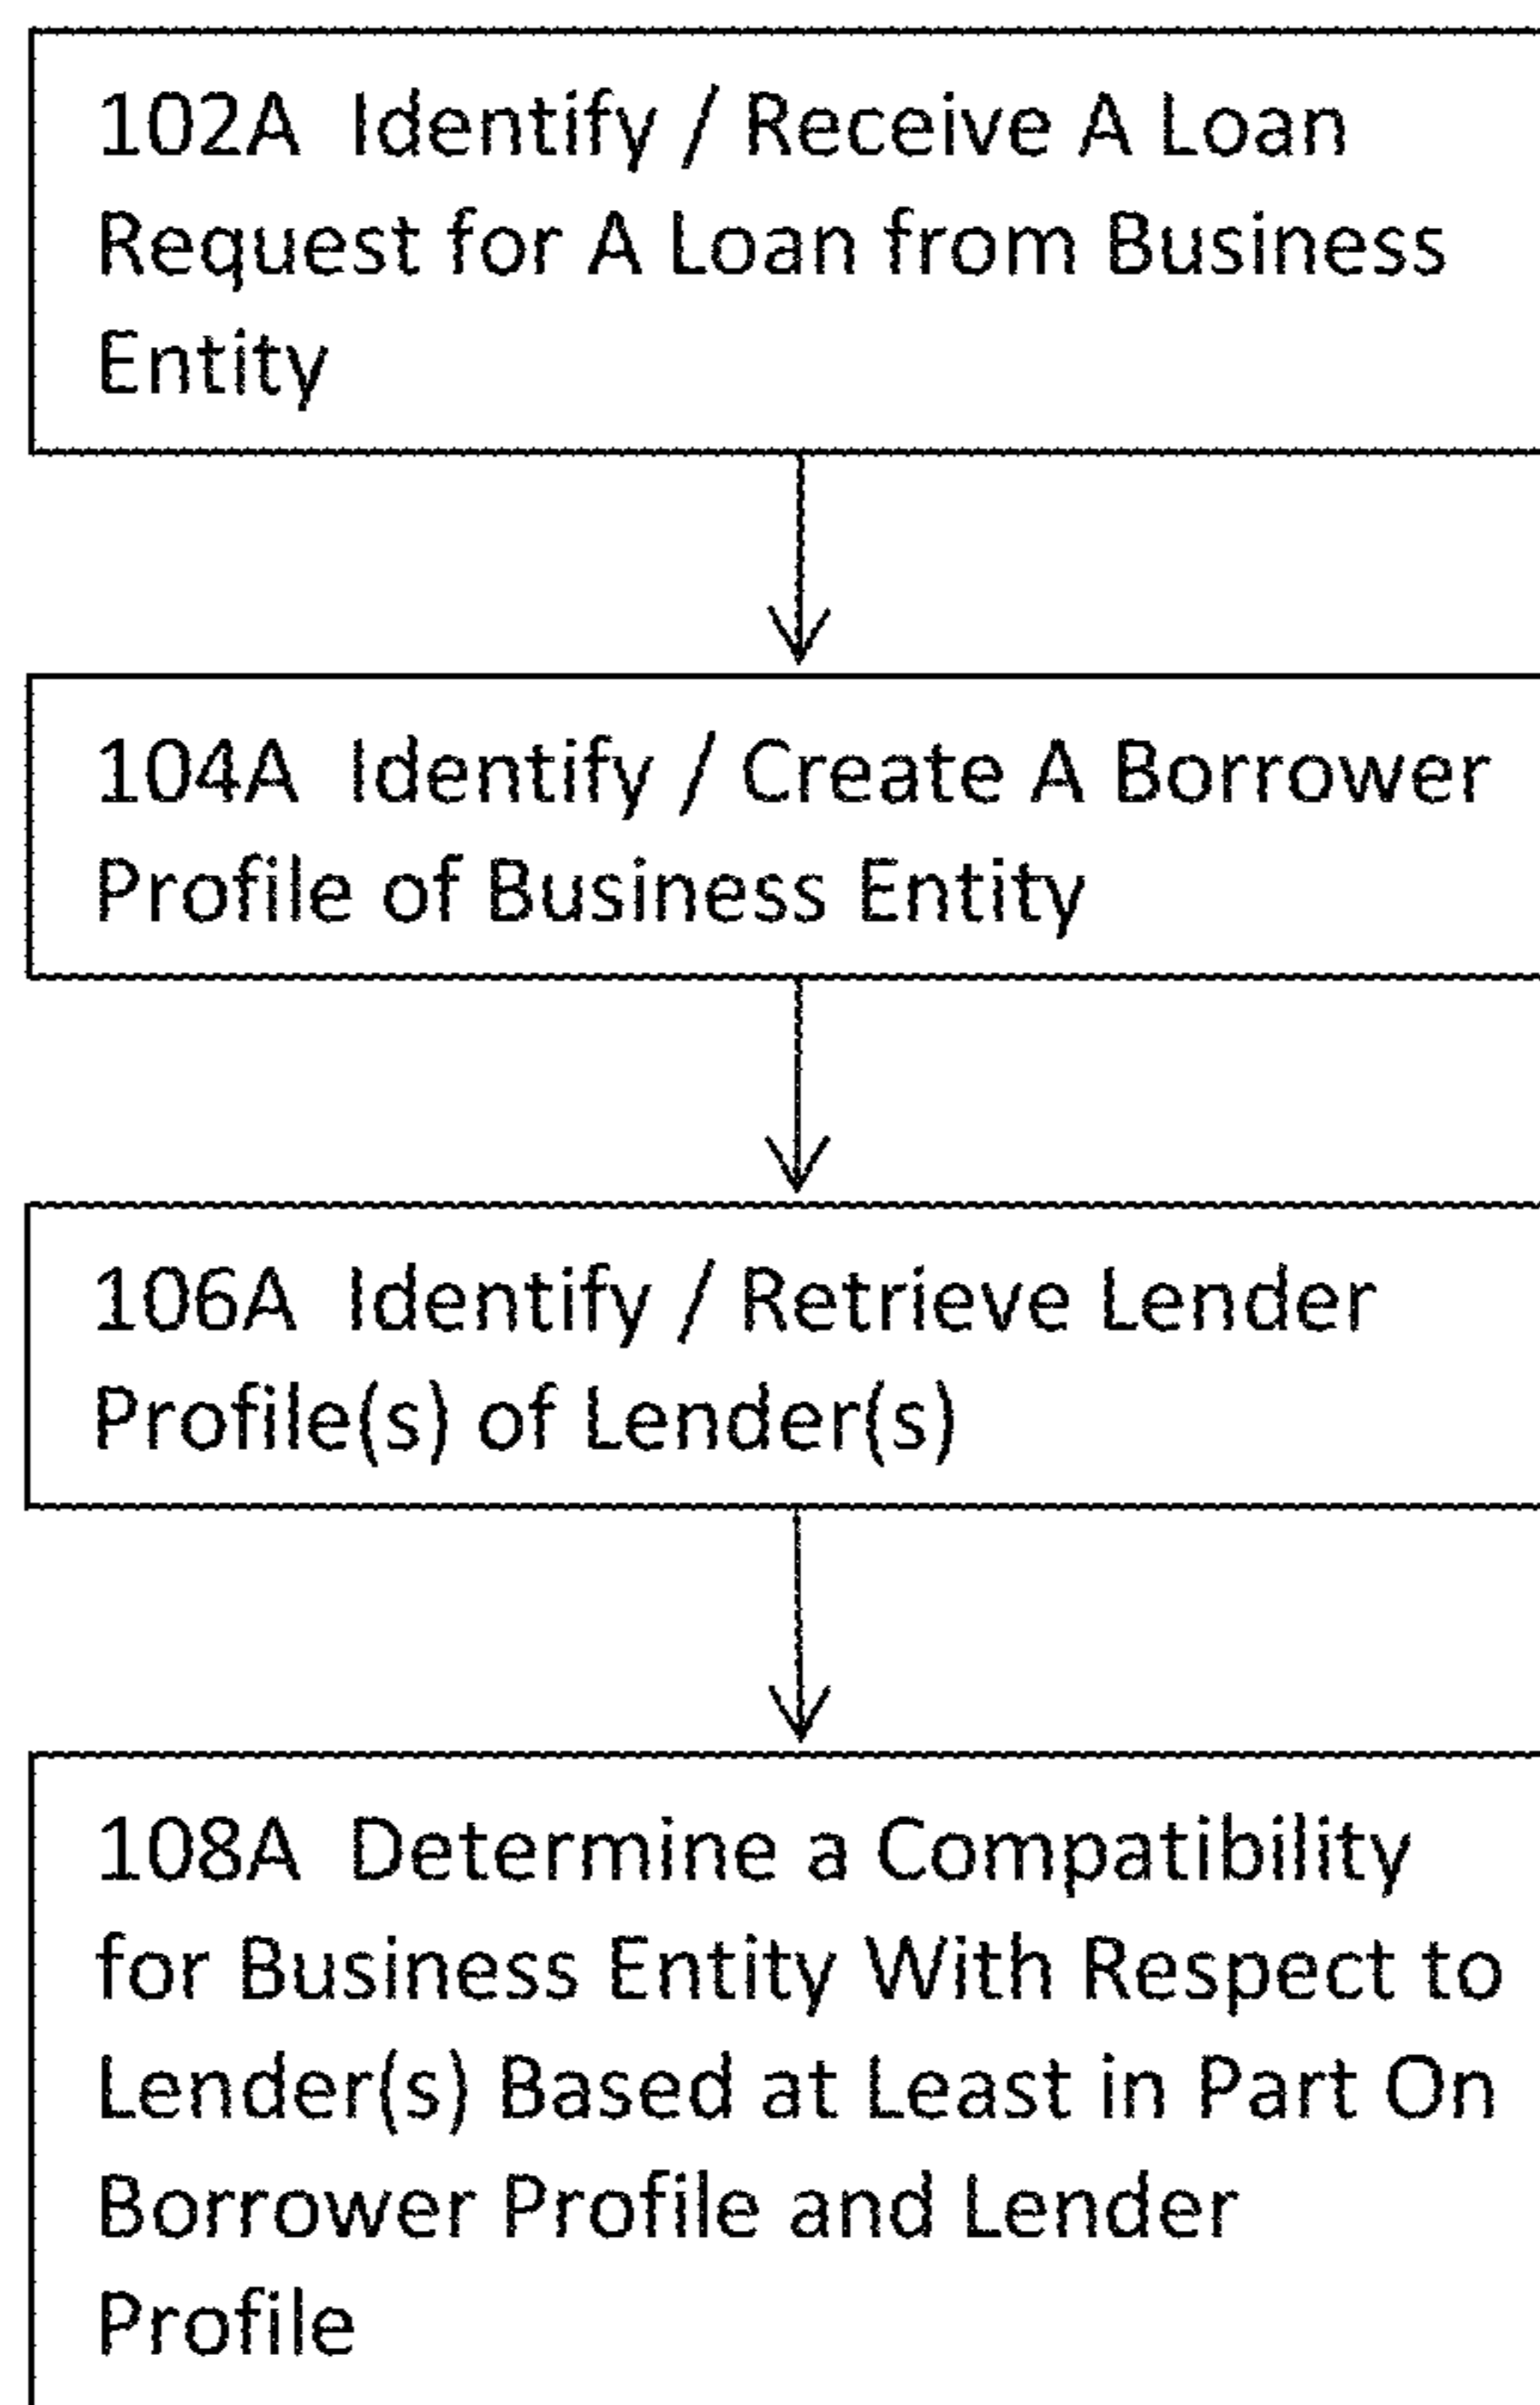 102A Identify / Receive A Loan
Request for A Loan from Business
Entity
104A Identify / Create A Borrower
Profile of Business Entity
106A Identify / Retrieve Lender
Profile(s) of Lender(s)
108A Determine a Compatibility
for Business Entity With Respect to
Lender(s) Based at Least in Part On
Borrower Profile and Lender
Profile